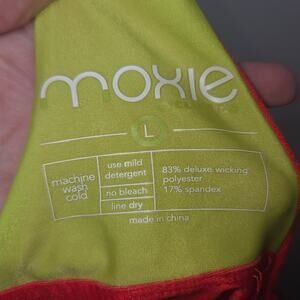 moxie
L
machine
wash
cold
use mild
detergent
no bleach
line dry
83% deluxe wicking
polyester
17% spandex
made in china